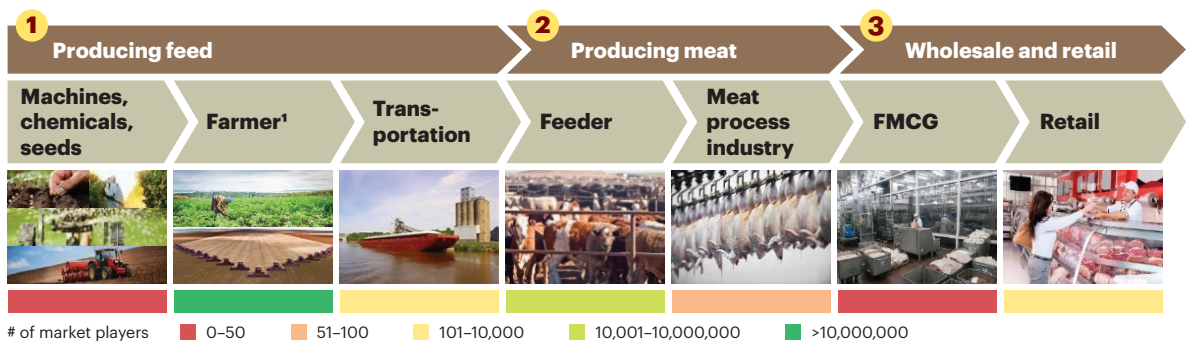 1
Producing feed
2
Producing meat
3
Wholesale and retail
Machines,
chemicals,
seeds
Farmer¹
Trans-
portation
Feeder
Meat
process
industry
FMCG
Retail
# of market players
0–50
51–100
101–10,000
10,001–10,000,000
>10,000,000